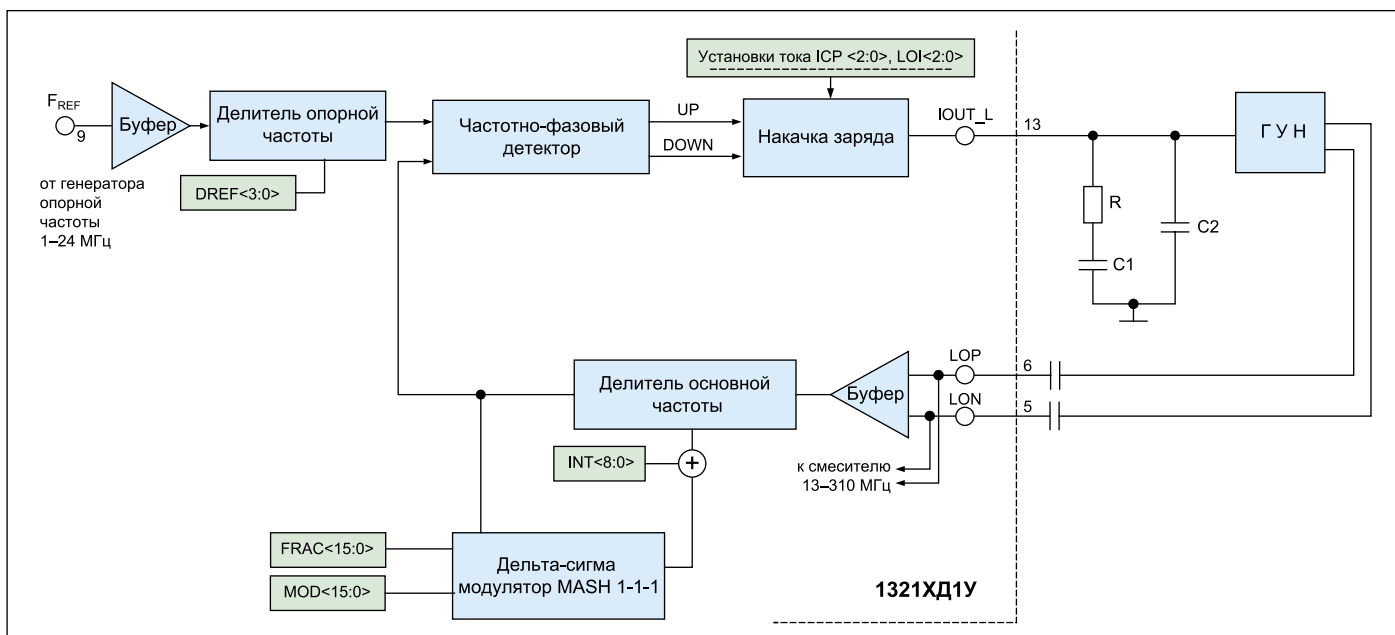 Установки тока ICP <2:0>, LOI<2:0>
FREF
9
Буфер
Делитель опорной
частоты
Частотно-фазовый
детектор
UP
DOWN
Накачка заряда
IOUT_L
13
Г У Н
от генератора
опорной
частоты
1–24 МГц
DREF<3:0>
R
C1
C2
Делитель основной
частоты
Буфер
LOP
6
LON
5
INT<8:0>
+
к смесителю
13–310 МГц
FRAC<15:0>
MOD<15:0>
Дельта-сигма
модулятор MASH 1-1-1
1321ХД1У